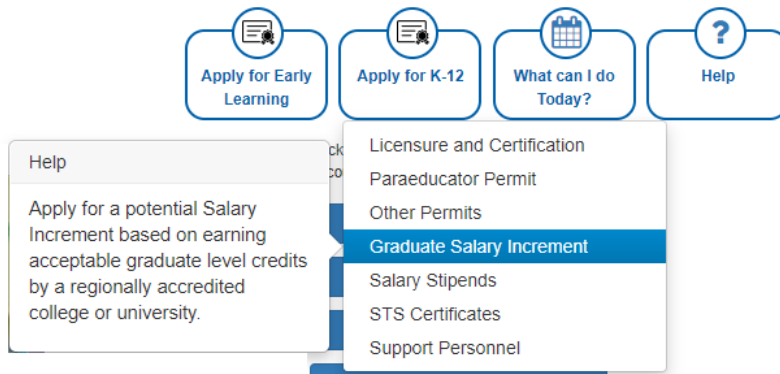 Apply for Early
Learning
Apply for K-12
What can I do
Today?
?
Help
Help
Apply for a potential Salary
Increment based on earning
acceptable graduate level credits
by a regionally accredited
college or university.
Licensure and Certification
Paraeducator Permit
Other Permits
Graduate Salary Increment
Salary Stipends
STS Certificates
Support Personnel